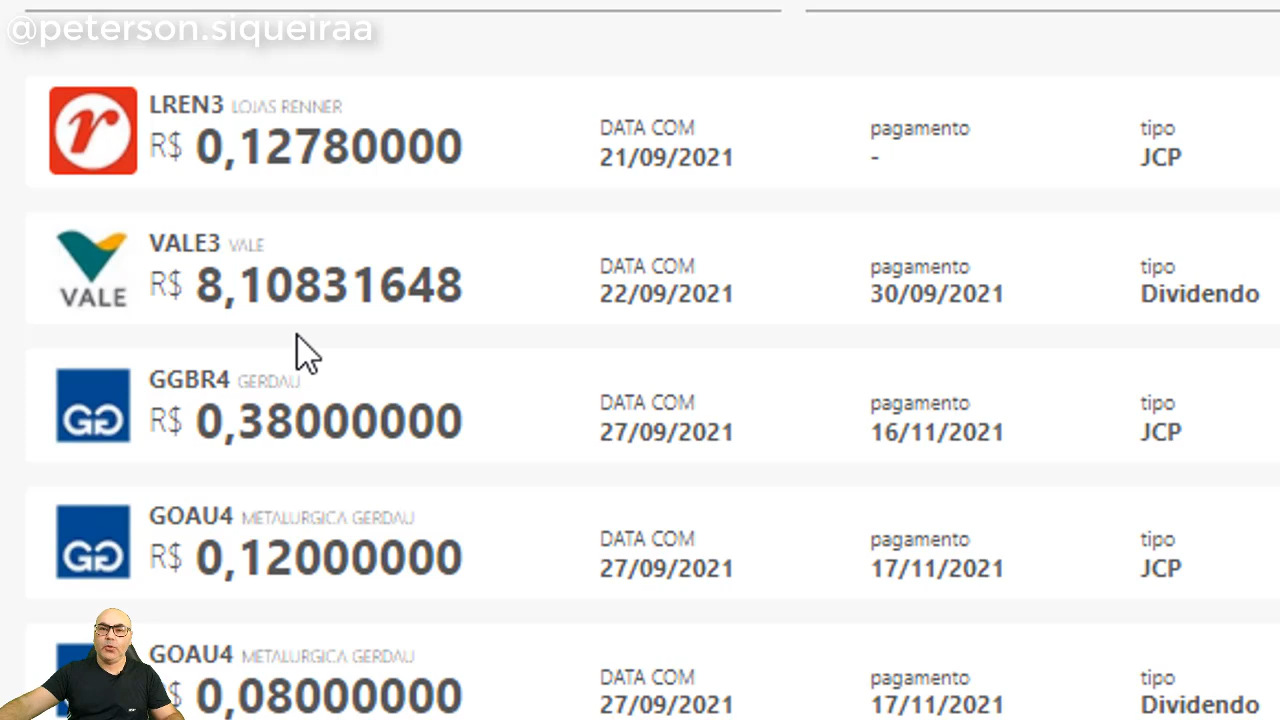 @peterson.siqueiraa
LREN3 LOJAS RENNER
R$ 0,12780000
DATA COM
21/09/2021
pagamento
-
tipo
JCP
VALE
VALE3 VALE
R$ 8,10831648
DATA COM
22/09/2021
pagamento
30/09/2021
tipo
Dividendo
GGBR4 GERDAU
R$ 0,38000000
DATA COM
27/09/2021
pagamento
16/11/2021
tipo
JCP
GOAU4 METALURGICA GERDAU
R$ 0,12000000
DATA COM
27/09/2021
pagamento
17/11/2021
tipo
JCP
GOAU4 METALURGICA GERDAU
$ 0,08000000
DATA COM
27/09/2021
pagamento
17/11/2021
tipo
Dividendo